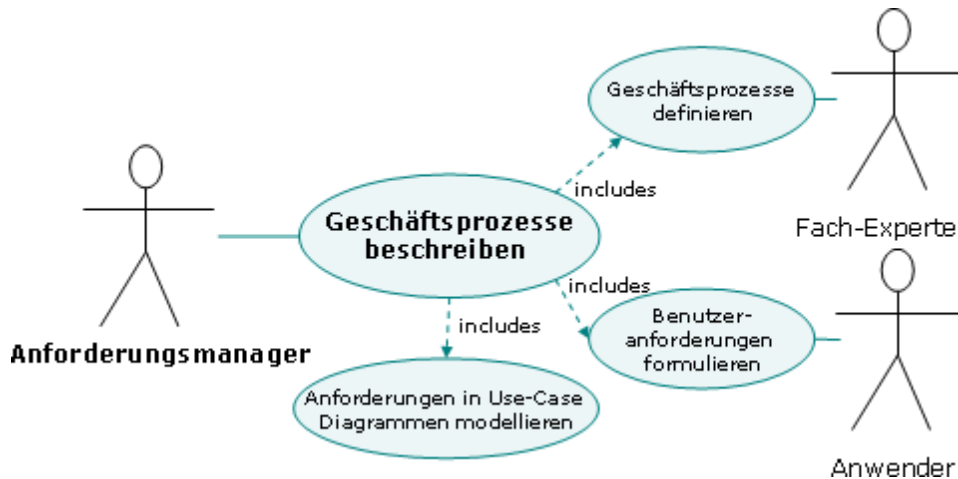 Geschäftsprozesse
definieren
includes
Fach-Experte
Geschäftsprozesse
beschreiben
Anforderungsmanager
includes
Benutzer-
anforderungen
formulieren
includes
Anforderungen in Use-Case
Diagrammen modellieren
Anwender